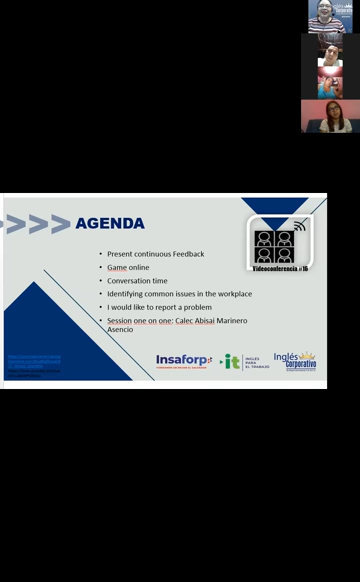 AGENDA
• Present continuous Feedback
• Game online
• Conversation time
• Identifying common issues in the workplace
• I would like to report a problem
• Session one on one: Calec Abisai Marinero
Asencio
Videoconferencia #16
Insaforp
it
INGLÉS
PARA
EL TRABAJO
Inglés
Corporativo